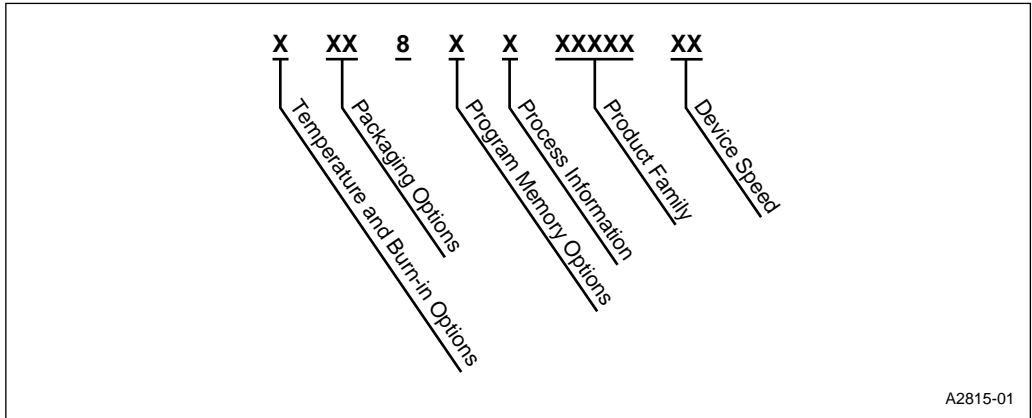 X XX 8 X X XXXXX XX
Temperature and Burn-in Options
Packaging Options
Program Memory Options
Process Information
Product Family
Device Speed
A2815-01